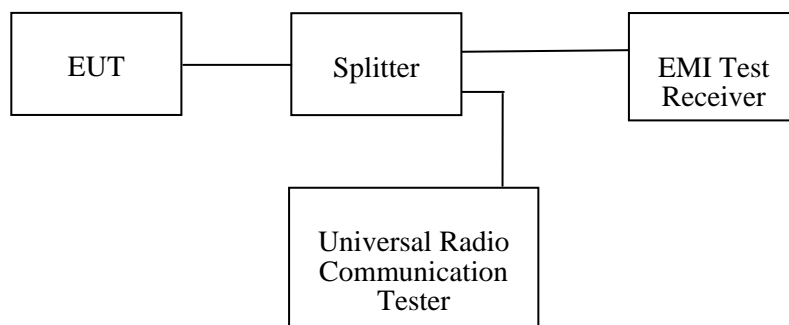 EUT
Splitter
EMI Test
Receiver
Universal Radio
Communication
Tester